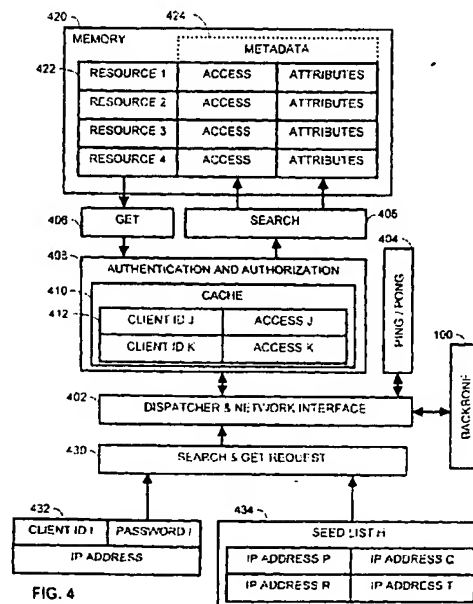 424
420
MEMORY
METADATA
422
RESOURCE 1 ACCESS ATTRIBUTES
RESOURCE 2 ACCESS ATTRIBUTES
RESOURCE 3 ACCESS ATTRIBUTES
RESOURCE 4 ACCESS ATTRIBUTES
406
GET
SEARCH
405
404
PING / PONG
403
AUTHENTICATION AND AUTHORIZATION
410
CACHE
412
CLIENT ID J ACCESS J
CLIENT ID K ACCESS K
100
BACKBONE
402
DISPATCHER & NETWORK INTERFACE
430
SEARCH & GET REQUEST
432
CLIENT ID I PASSWORD I
IP ADDRESS
434
SEED LIST H
IP ADDRESS P IP ADDRESS Q
IP ADDRESS R IP ADDRESS T
FIG. 4